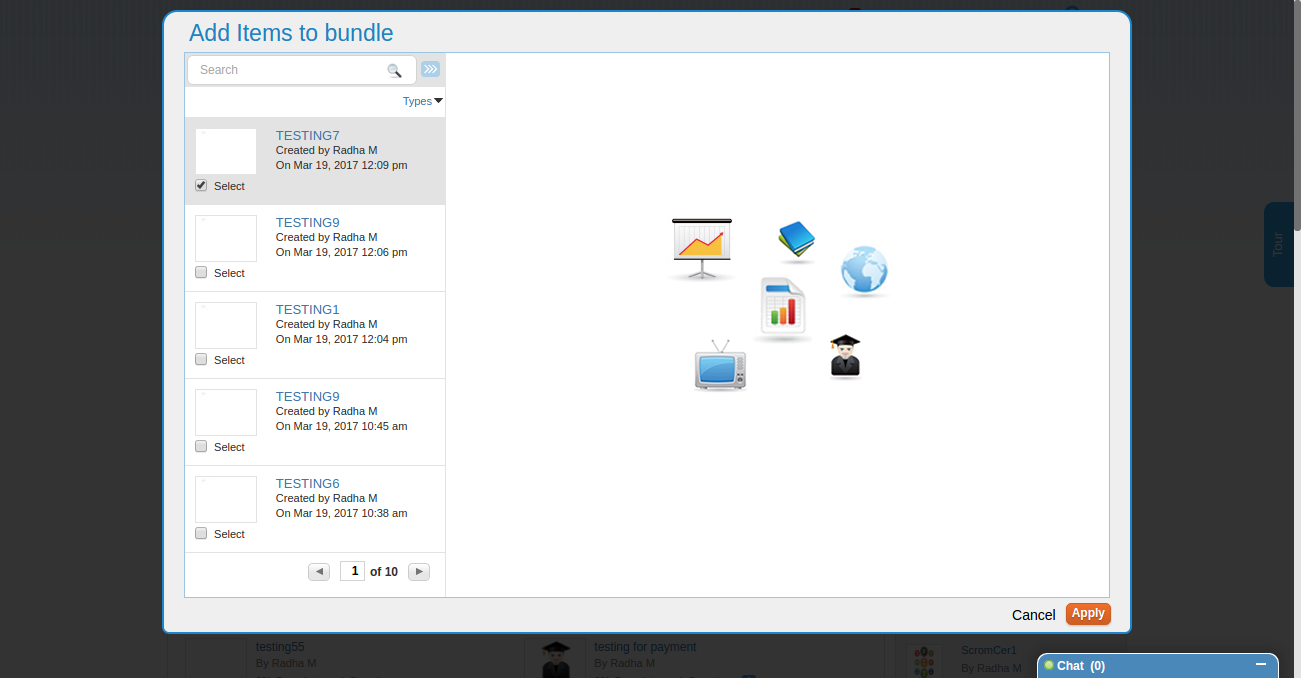 Add Items to bundle
Search
Types
TESTING7
Created by Radha M
On Mar 19, 2017 12:09 pm
Select
TESTING9
Created by Radha M
On Mar 19, 2017 12:06 pm
Select
TESTING1
Created by Radha M
On Mar 19, 2017 12:04 pm
Select
TESTING9
Created by Radha M
On Mar 19, 2017 10:45 am
Select
TESTING6
Created by Radha M
On Mar 19, 2017 10:38 am
Select
1 of 10
Cancel Apply
Tour
testing55
By Radha M
testing for payment
By Radha M
ScromCer1
By Radha M
Chat (0)